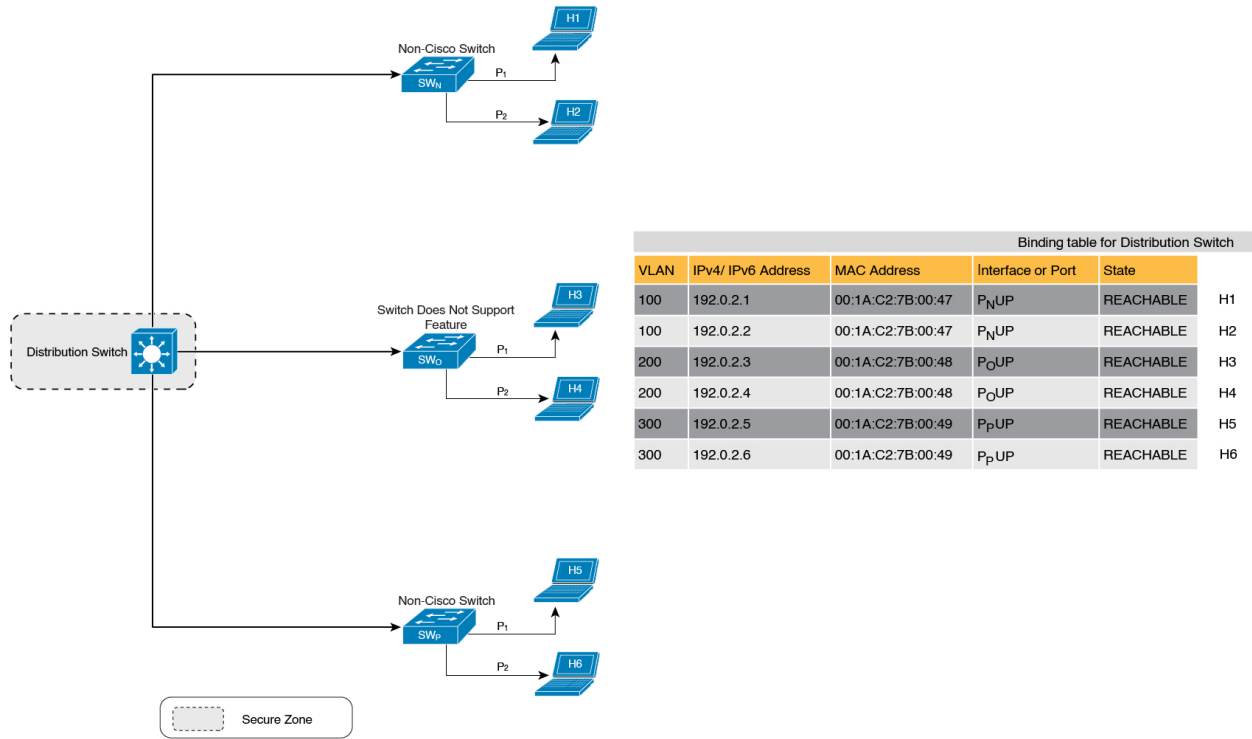 H1
Non-Cisco Switch
SWN
P1
P2
H2
Distribution Switch
Switch Does Not Support
Feature
SWO
H3
P1
P2
H4
Non-Cisco Switch
SWP
H5
P1
P2
H6
Secure Zone
Binding table for Distribution Switch
VLAN IPv4/ IPv6 Address MAC Address Interface or Port State
100 192.0.2.1 00:1A:C2:7B:00:47 PNUP REACHABLE H1
100 192.0.2.2 00:1A:C2:7B:00:47 PNUP REACHABLE H2
200 192.0.2.3 00:1A:C2:7B:00:48 POUP REACHABLE H3
200 192.0.2.4 00:1A:C2:7B:00:48 POUP REACHABLE H4
300 192.0.2.5 00:1A:C2:7B:00:49 PPUP REACHABLE H5
300 192.0.2.6 00:1A:C2:7B:00:49 PPUP REACHABLE H6